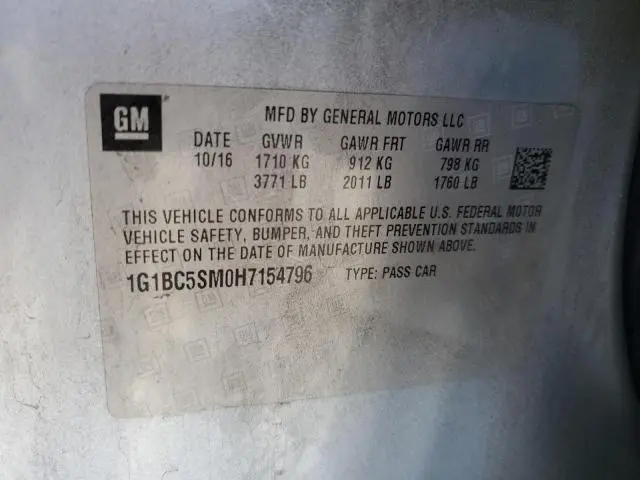 GM
MFD BY GENERAL MOTORS LLC
DATE GVWR GAWR FRT GAWR RR
10/16 1710 KG 912 KG 798 KG
3771 LB 2011 LB 1760 LB
THIS VEHICLE CONFORMS TO ALL APPLICABLE U.S. FEDERAL MOTOR
VEHICLE SAFETY, BUMPER, AND THEFT PREVENTION STANDARDS IN
EFFECT ON THE DATE OF MANUFACTURE SHOWN ABOVE.
1G1BC5SM0H7154796 TYPE: PASS CAR